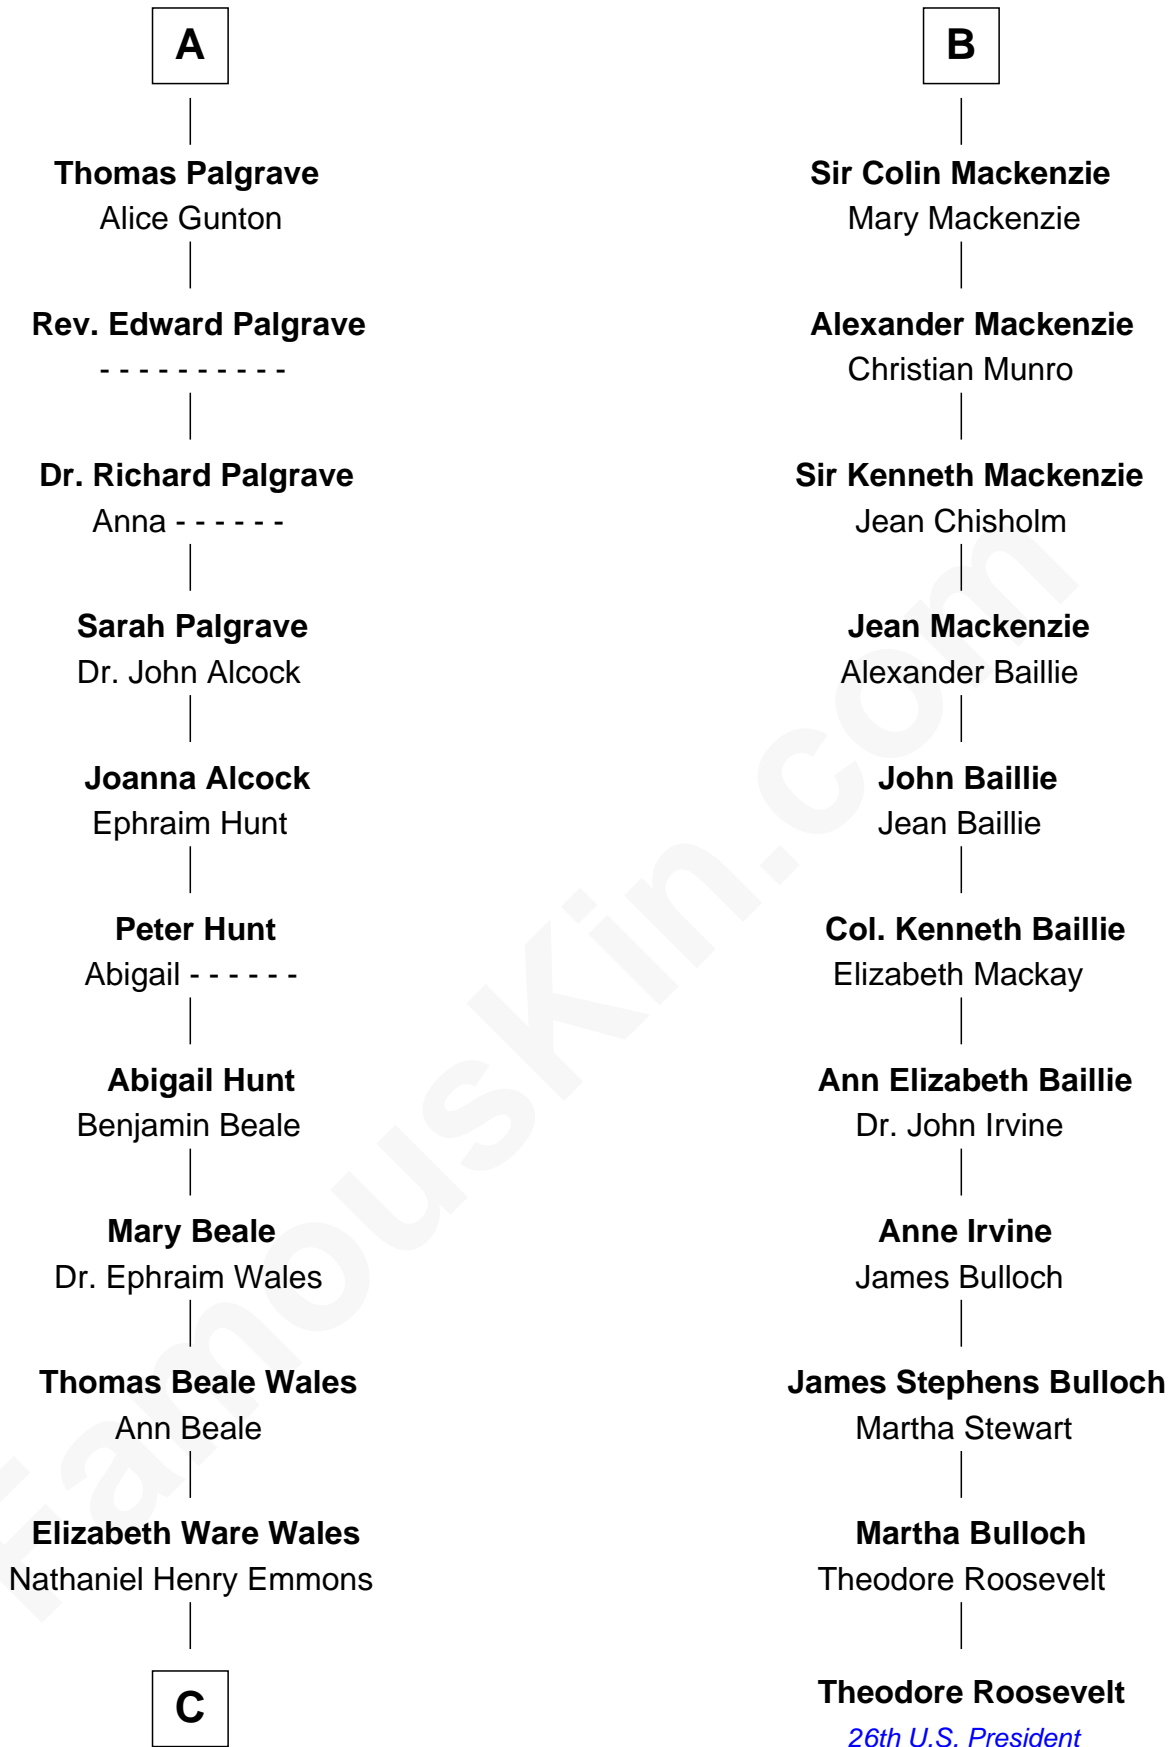 A
Thomas Palgrave
Alice Gunton
Rev. Edward Palgrave
- - - - - - - - - -
Dr. Richard Palgrave
Anna - - - - - -
Sarah Palgrave
Dr. John Alcock
Joanna Alcock
Ephraim Hunt
Peter Hunt
Abigail - - - - - -
Abigail Hunt
Benjamin Beale
Mary Beale
Dr. Ephraim Wales
Thomas Beale Wales
Ann Beale
Elizabeth Ware Wales
Nathaniel Henry Emmons
C
B
Sir Colin Mackenzie
Mary Mackenzie
Alexander Mackenzie
Christian Munro
Sir Kenneth Mackenzie
Jean Chisholm
Jean Mackenzie
Alexander Baillie
John Baillie
Jean Baillie
Col. Kenneth Baillie
Elizabeth Mackay
Ann Elizabeth Baillie
Dr. John Irvine
Anne Irvine
James Bulloch
James Stephens Bulloch
Martha Stewart
Martha Bulloch
Theodore Roosevelt
Theodore Roosevelt
26th U.S. President
FamousKin.com